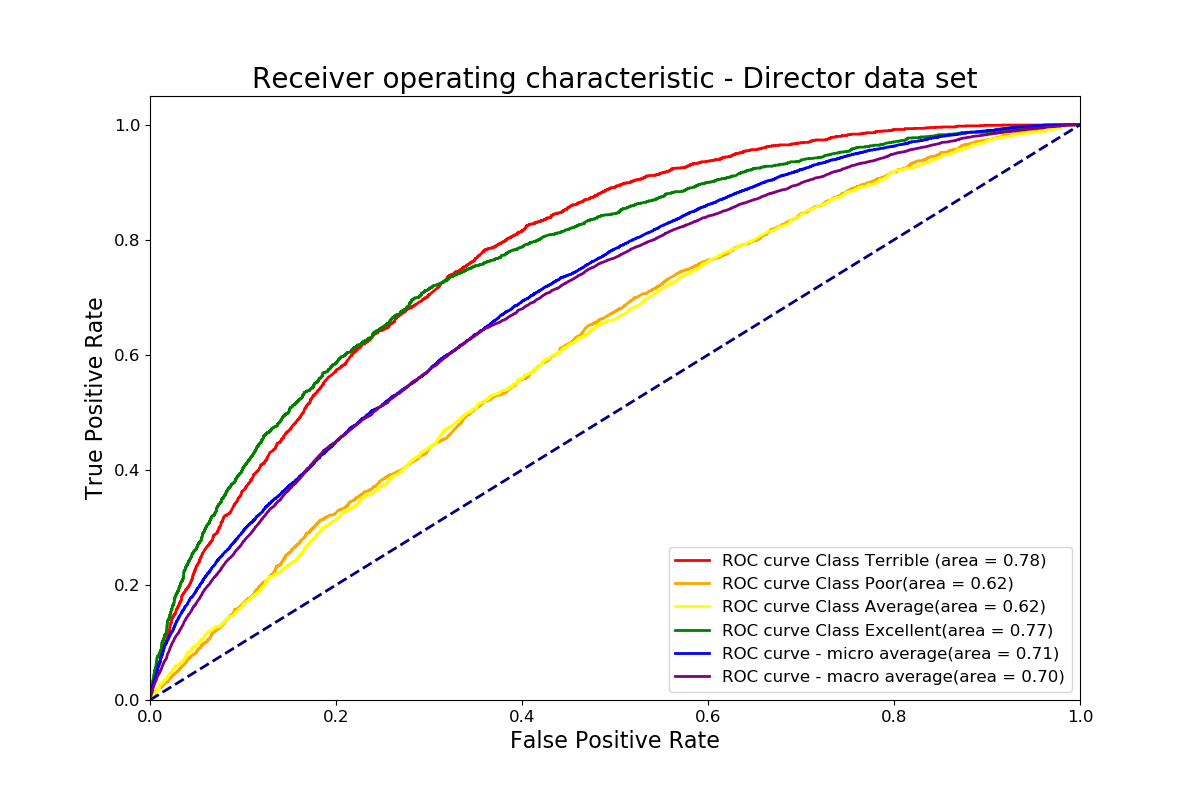 Receiver operating characteristic - Director data set
True Positive Rate
1.0
0.8
0.6
0.4
0.2
0.0
ROC curve Class Terrible (area = 0.78)
ROC curve Class Poor(area = 0.62)
ROC curve Class Average(area = 0.62)
ROC curve Class Excellent(area = 0.77)
ROC curve - micro average(area = 0.71)
ROC curve - macro average(area = 0.70)
0.0 0.2 0.4 0.6 0.8 1.0
False Positive Rate